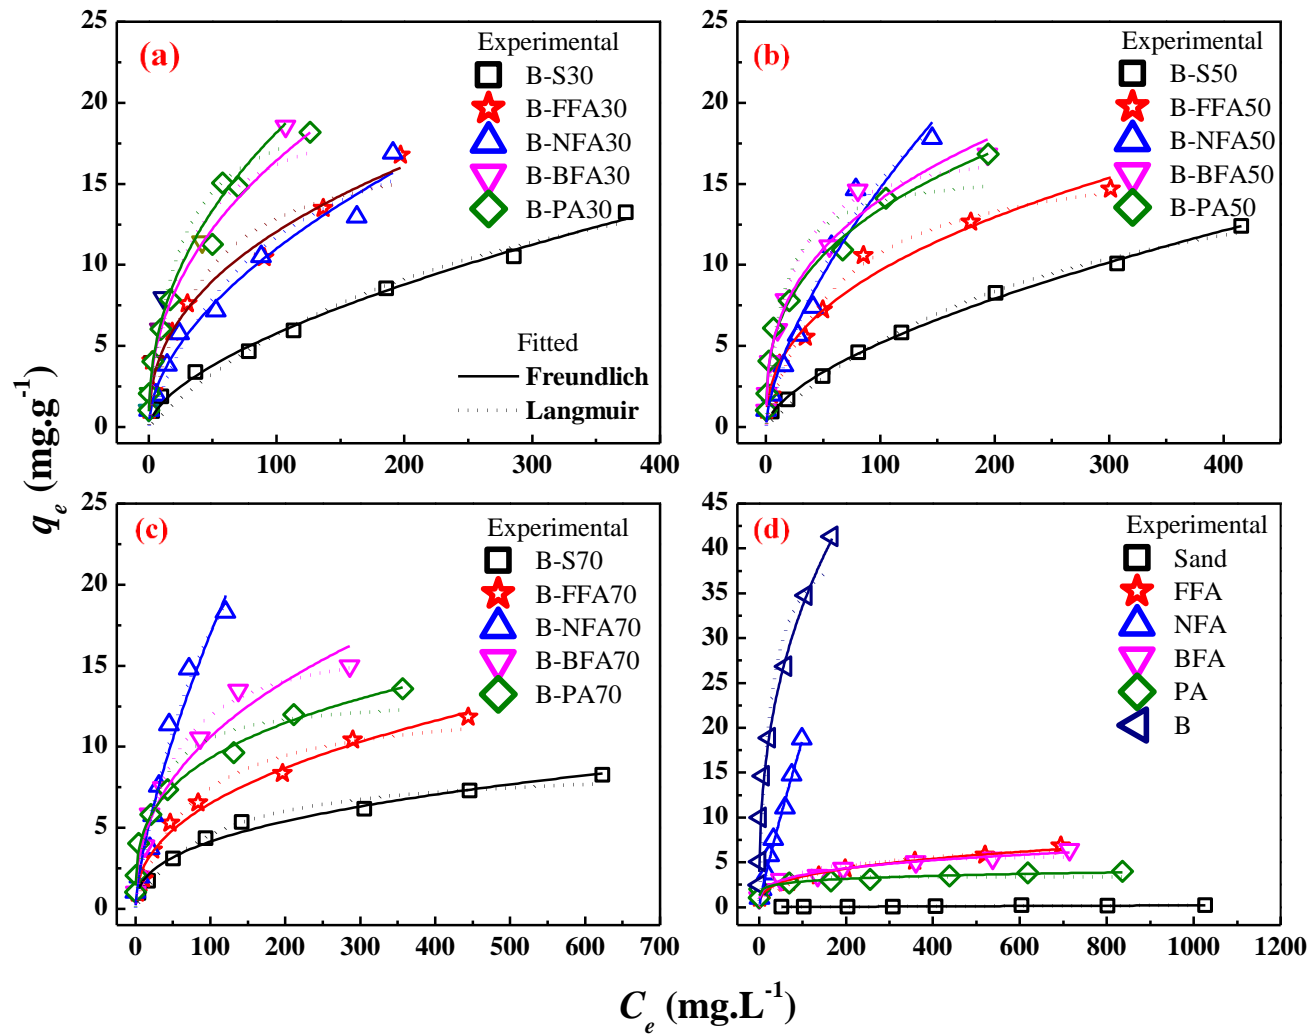 q_e (mg.g⁻¹)
(a)
Experimental
B-S30
B-FFA30
B-NFA30
B-BFA30
B-PA30
Fitted
Freundlich
Langmuir
25
20
15
10
5
0
0 100 200 300 400
(b)
Experimental
B-S50
B-FFA50
B-NFA50
B-BFA50
B-PA50
25
20
15
10
5
0
0 100 200 300 400
(c)
Experimental
B-S70
B-FFA70
B-NFA70
B-BFA70
B-PA70
25
20
15
10
5
0
0 100 200 300 400 500 600 700
(d)
Experimental
Sand
FFA
NFA
BFA
PA
B
45
40
35
30
25
20
15
10
5
0
0 200 400 600 800 1000 1200
C_e (mg.L⁻¹)